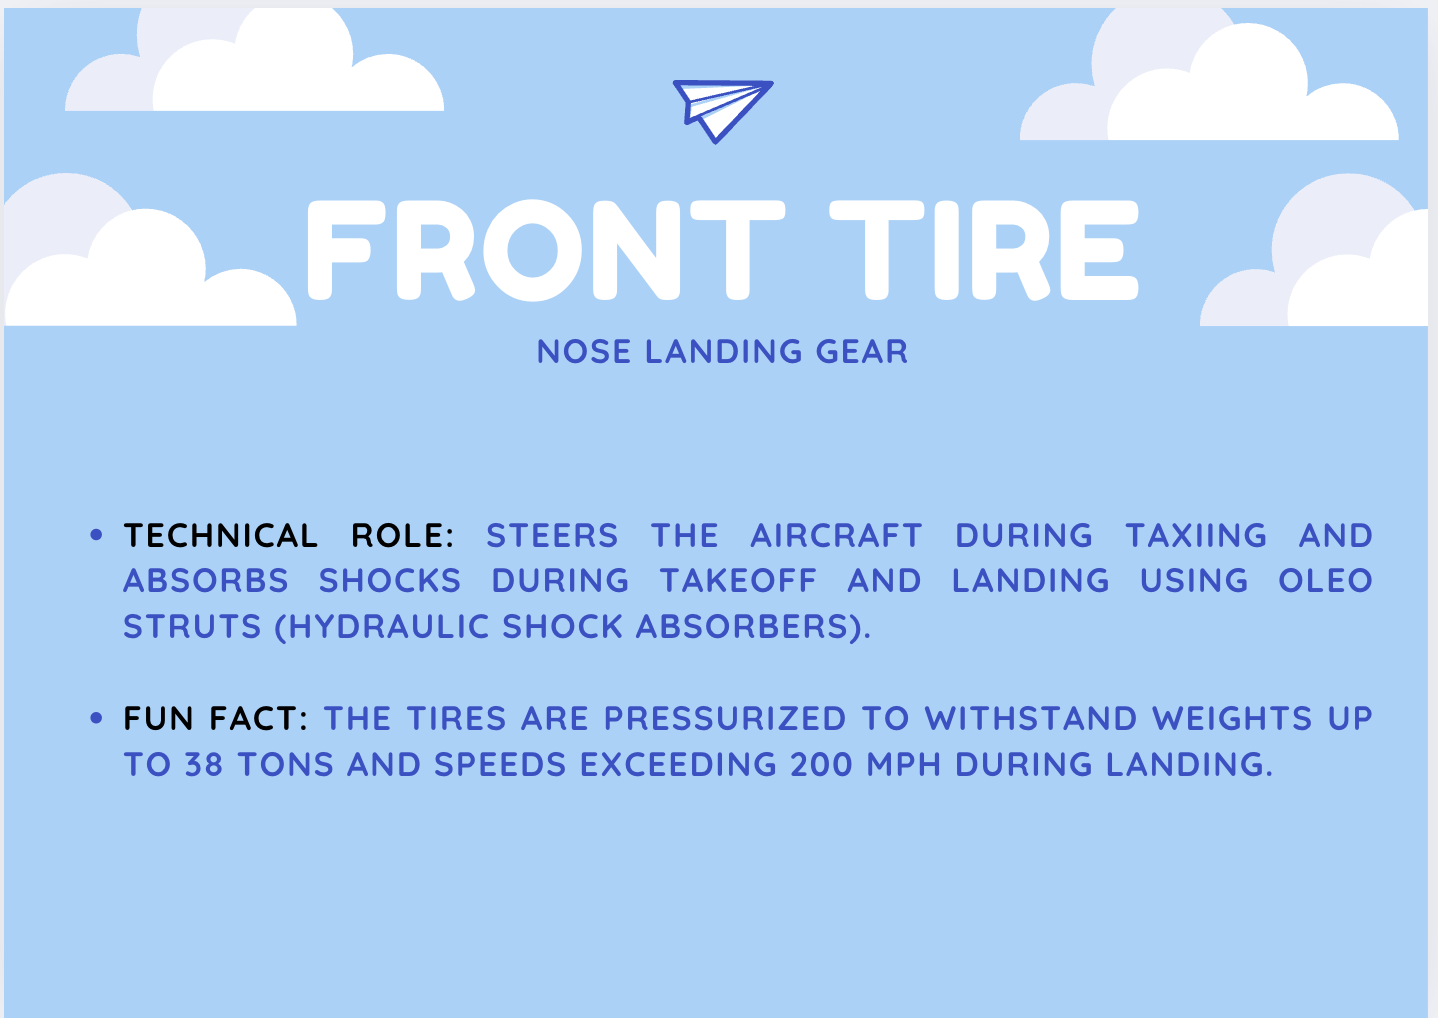 FRONT TIRE
NOSE LANDING GEAR
• TECHNICAL ROLE: STEERS THE AIRCRAFT DURING TAXIING AND
ABSORBS SHOCKS DURING TAKEOFF AND LANDING USING OLEO
STRUTS (HYDRAULIC SHOCK ABSORBERS).
• FUN FACT: THE TIRES ARE PRESSURIZED TO WITHSTAND WEIGHTS UP
TO 38 TONS AND SPEEDS EXCEEDING 200 MPH DURING LANDING.